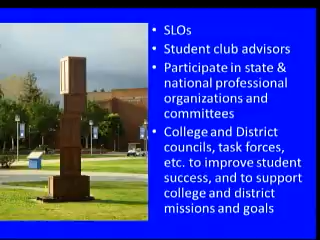 • SLOs
• Student club advisors
• Participate in state &
national professional
organizations and
committees
• College and District
councils, task forces,
etc. to improve student
success, and to support
college and district
missions and goals